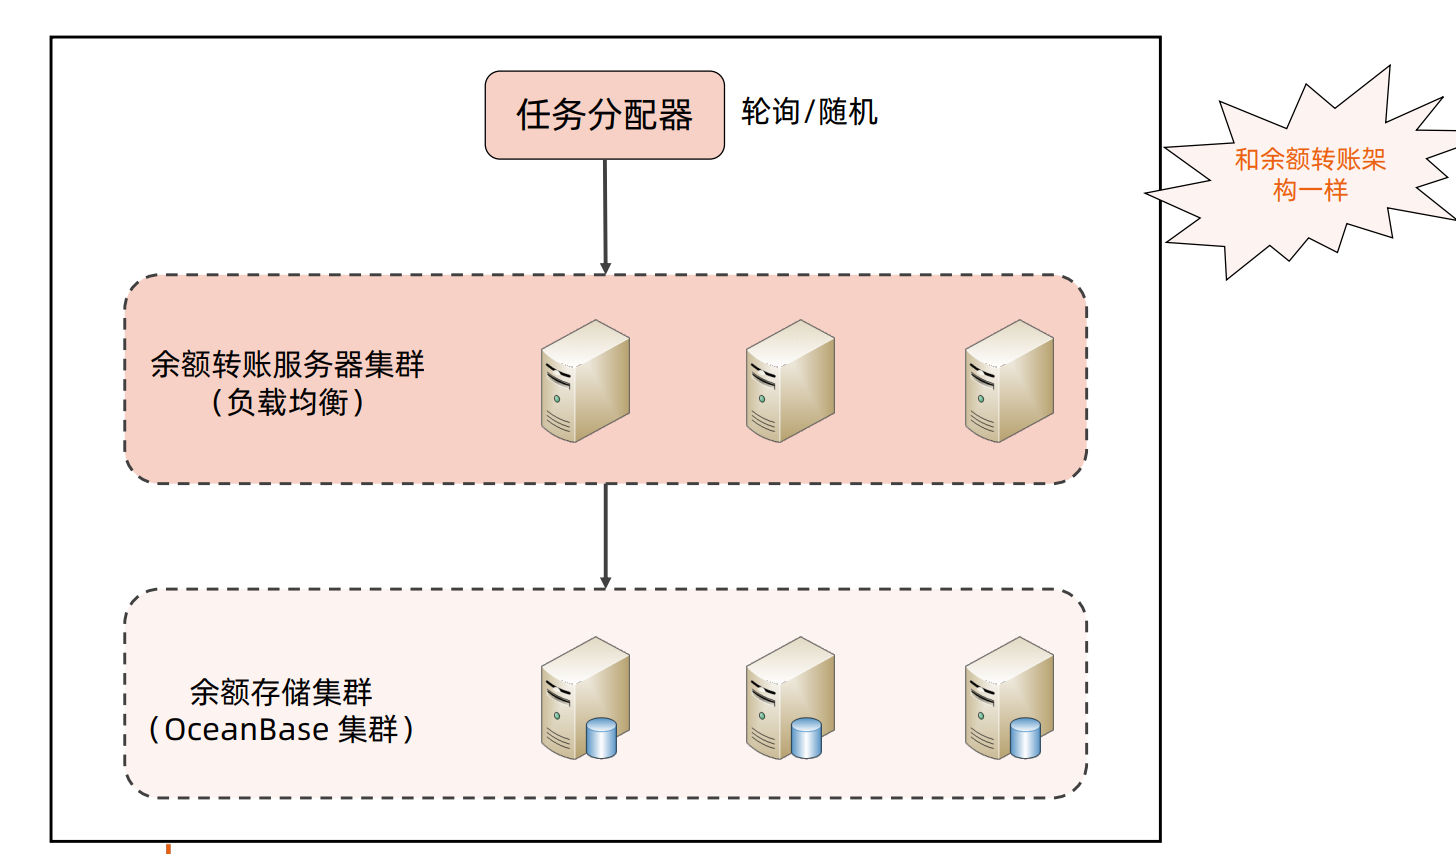 任务分配器
轮询/随机
和余额转账架
构一样
余额转账服务器集群
（负载均衡）
余额存储集群
（OceanBase 集群）